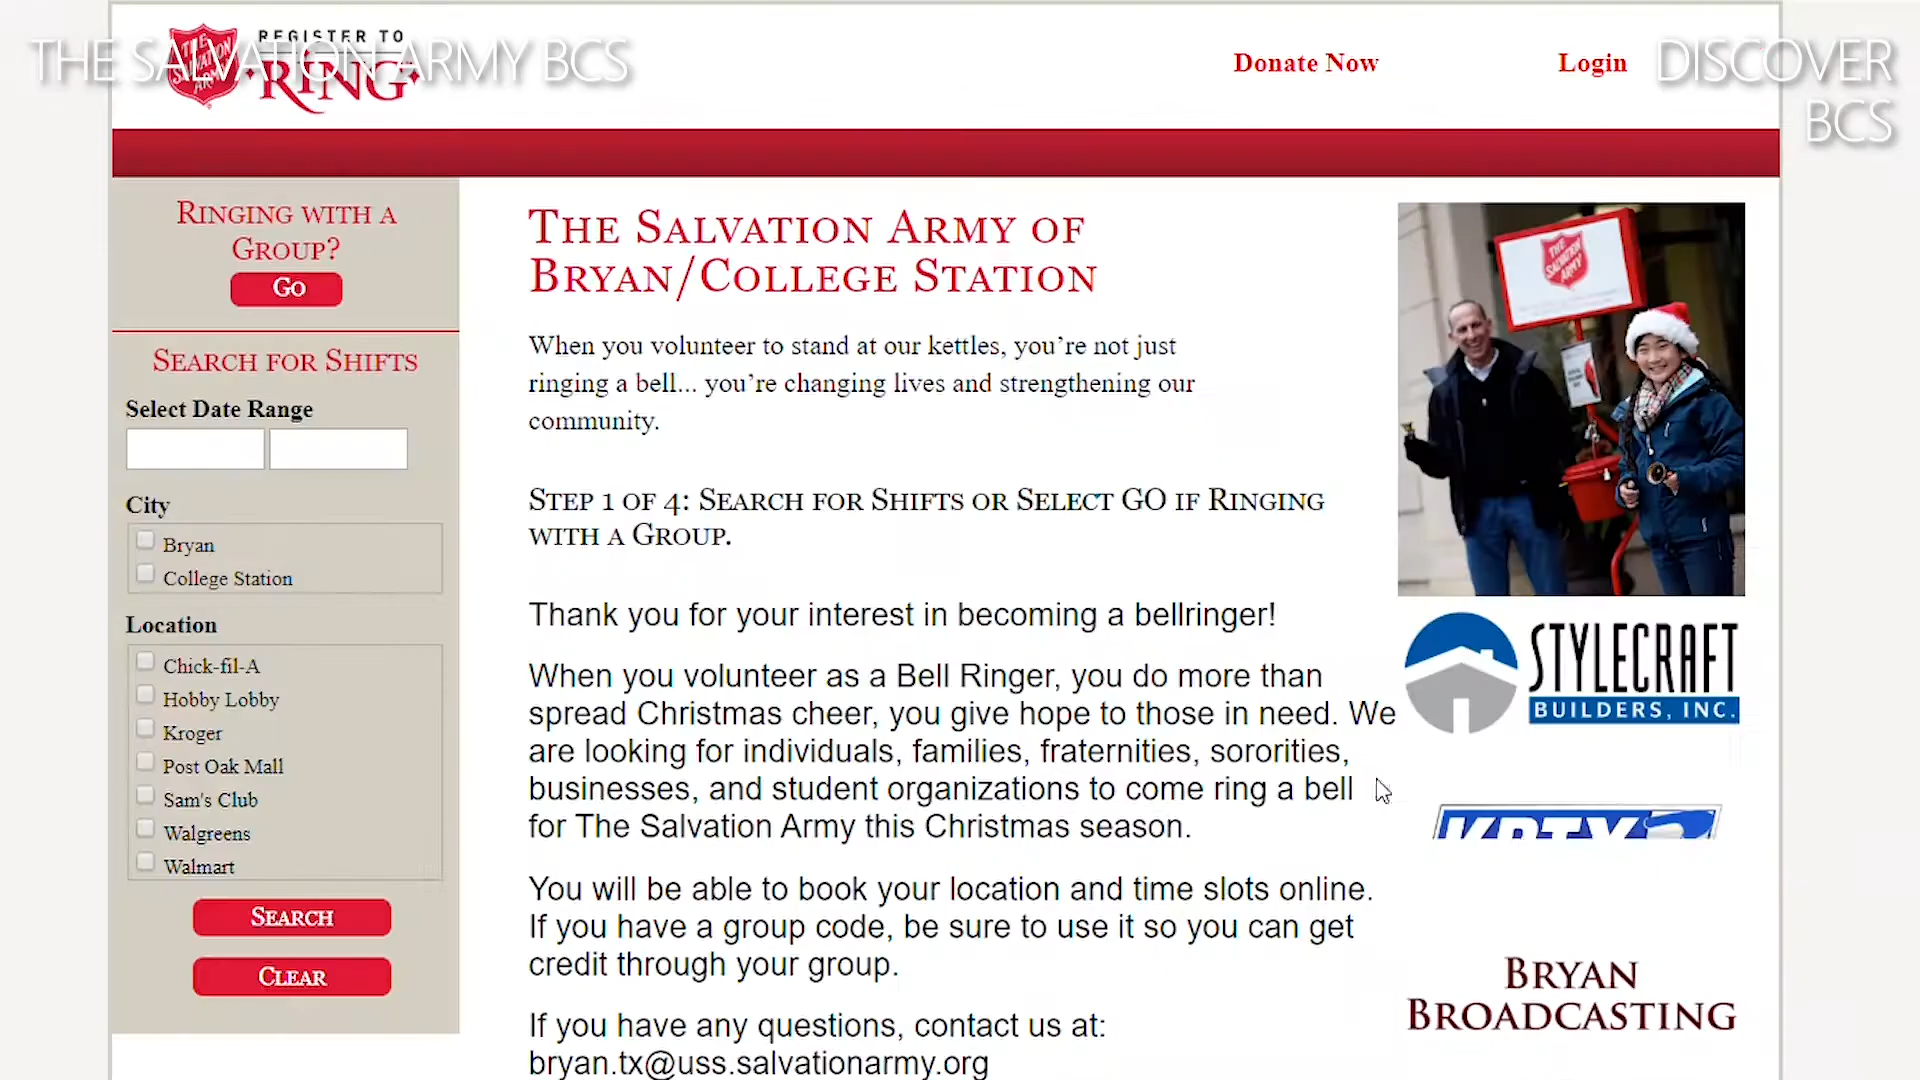 THE SALVATION ARMY BCS
DISCOVER
BCS
REGISTER TO
RING
Donate Now
Login
RINGING WITH A
GROUP?
GO
SEARCH FOR SHIFTS
Select Date Range
City
Bryan
College Station
Location
Chick-fil-A
Hobby Lobby
Kroger
Post Oak Mall
Sam's Club
Walgreens
Walmart
SEARCH
CLEAR
THE SALVATION ARMY OF
BRYAN/COLLEGE STATION
When you volunteer to stand at our kettles, you're not just
ringing a bell... you're changing lives and strengthening our
community.
STEP 1 OF 4: SEARCH FOR SHIFTS OR SELECT GO IF RINGING
WITH A GROUP.
Thank you for your interest in becoming a bellringer!
When you volunteer as a Bell Ringer, you do more than
spread Christmas cheer, you give hope to those in need. We
are looking for individuals, families, fraternities, sororities,
businesses, and student organizations to come ring a bell
for The Salvation Army this Christmas season.
You will be able to book your location and time slots online.
If you have a group code, be sure to use it so you can get
credit through your group.
If you have any questions, contact us at:
bryan.tx@uss.salvationarmy.org
THE
SALVATION
ARMY
STYLECRAFT
BUILDERS, INC.
KBTX
BRYAN
BROADCASTING